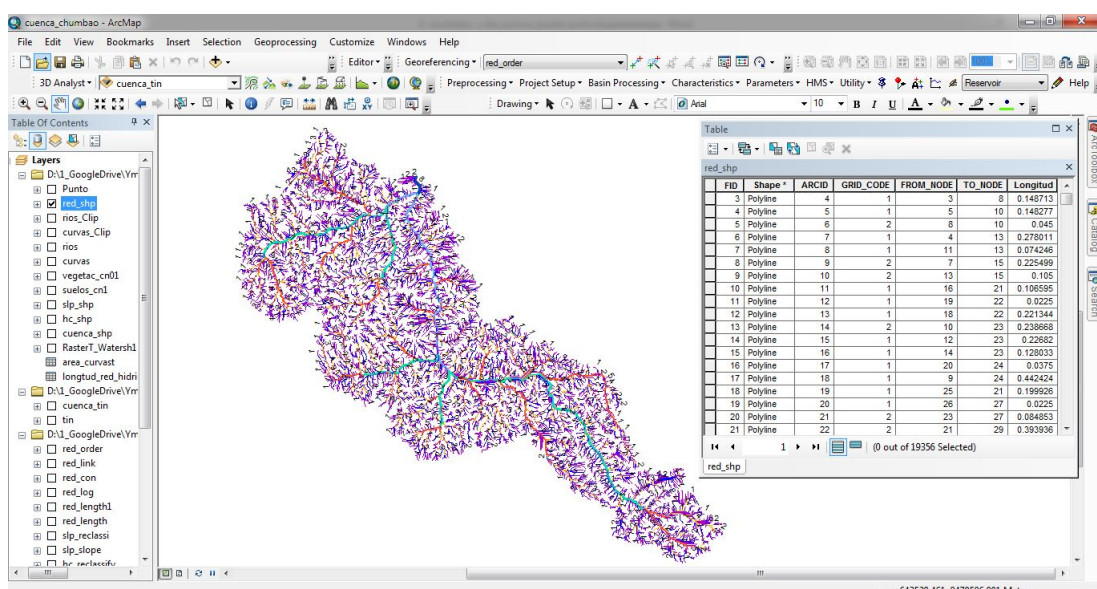 cuenca_chumbao - ArcMap
File Edit View Bookmarks Insert Selection Geoprocessing Customize Windows Help
Editor Georeferencing red_order 100%
3D Analyst cuenca_tin Preprocessing Project Setup Basin Processing Characteristics Parameters HMS Utility Reservoir Help
Drawing A Arial 10 B I U A
Table Of Contents
Layers
D:\1_GoogleDrive\Ym
Punto
red_shp
rios_Clip
curvas_Clip
rios
curvas
vegetac_cn01
suelos_cn1
slp_shp
hc_shp
cuenca_shp
RasterT_Watersh1
area_curvast
longtud_red_hidri
D:\1_GoogleDrive\Ym
cuenca_tin
tin
D:\1_GoogleDrive\Ym
red_order
red_link
red_con
red_log
red_length1
red_length
slp_reclassi
slp_slope
hc_reclassify
Table
red_shp
FID Shape * ARCID GRID_CODE FROM_NODE TO_NODE Longitud
3 Polyline 4 1 3 8 0.148713
4 Polyline 5 1 5 10 0.148277
5 Polyline 6 2 8 10 0.045
6 Polyline 7 1 4 13 0.278011
7 Polyline 8 1 11 13 0.074246
8 Polyline 9 2 7 15 0.225499
9 Polyline 10 2 13 15 0.105
10 Polyline 11 1 16 21 0.106595
11 Polyline 12 1 19 22 0.0225
12 Polyline 13 1 18 22 0.221344
13 Polyline 14 2 10 23 0.238668
14 Polyline 15 1 12 23 0.22682
15 Polyline 16 1 14 23 0.128033
16 Polyline 17 1 20 24 0.0375
17 Polyline 18 1 9 24 0.442424
18 Polyline 19 1 25 21 0.199926
19 Polyline 20 1 26 27 0.0225
20 Polyline 21 2 23 27 0.084853
21 Polyline 22 2 21 29 0.393936
1 (0 out of 19356 Selected)
red_shp
ArcToolbox
Catalog
Search